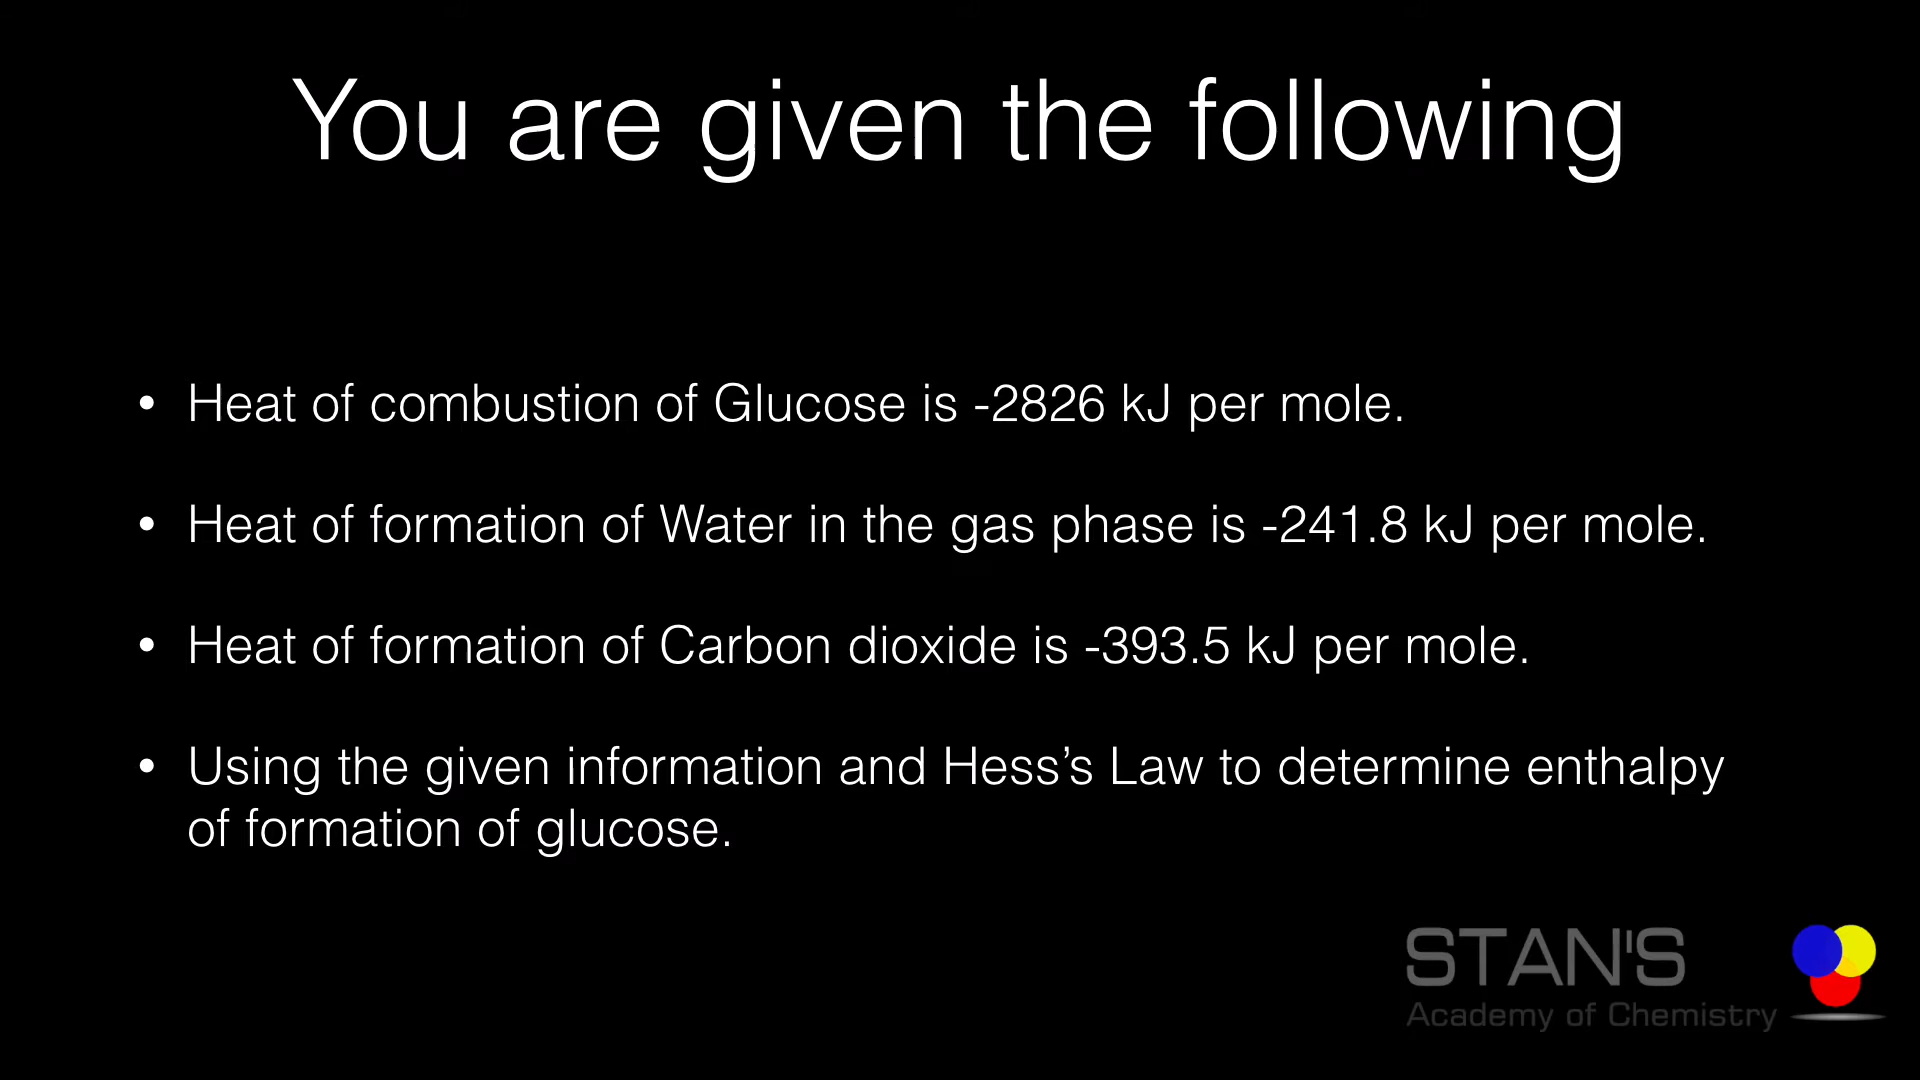 You are given the following
• Heat of combustion of Glucose is -2826 kJ per mole.
• Heat of formation of Water in the gas phase is -241.8 kJ per mole.
• Heat of formation of Carbon dioxide is -393.5 kJ per mole.
• Using the given information and Hess’s Law to determine enthalpy
of formation of glucose.
STAN'S
Academy of Chemistry